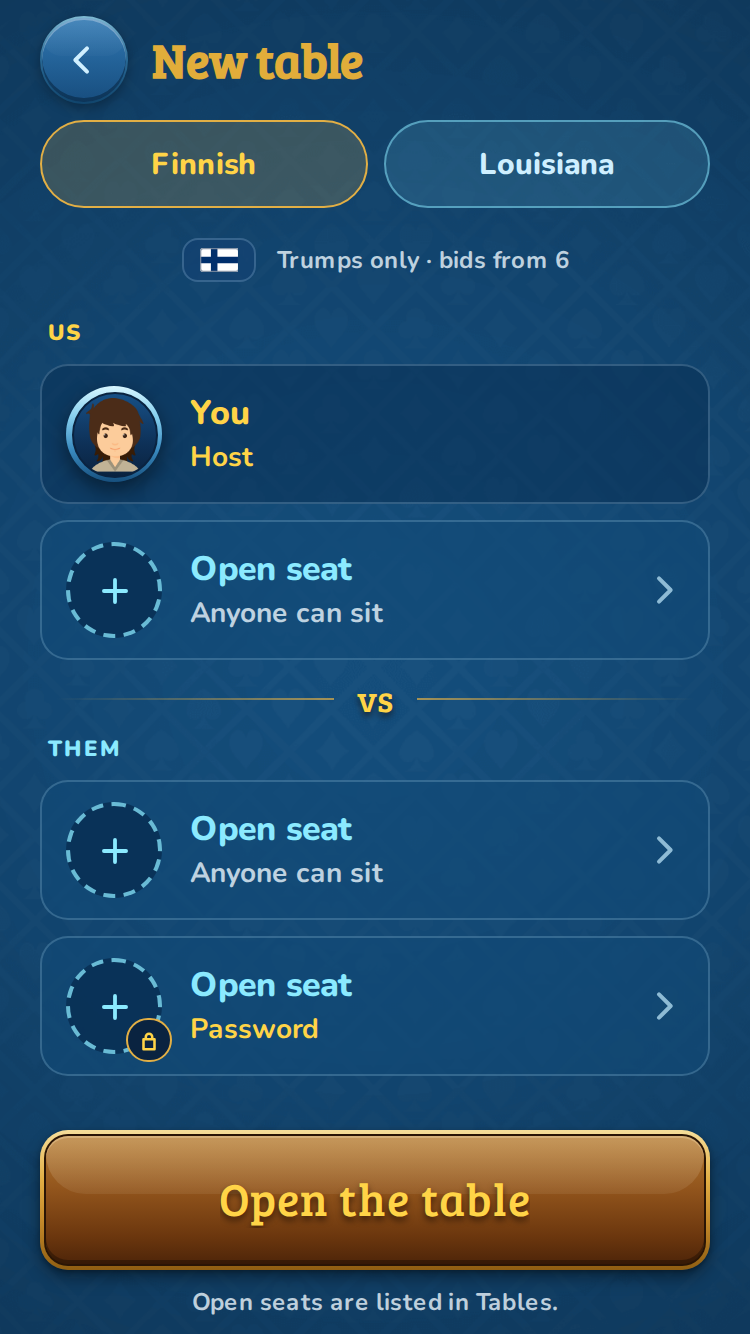 New table
Finnish
Louisiana
Trumps only · bids from 6
US
You
Host
Open seat
Anyone can sit
VS
THEM
Open seat
Anyone can sit
Open seat
Password
Open the table
Open seats are listed in Tables.